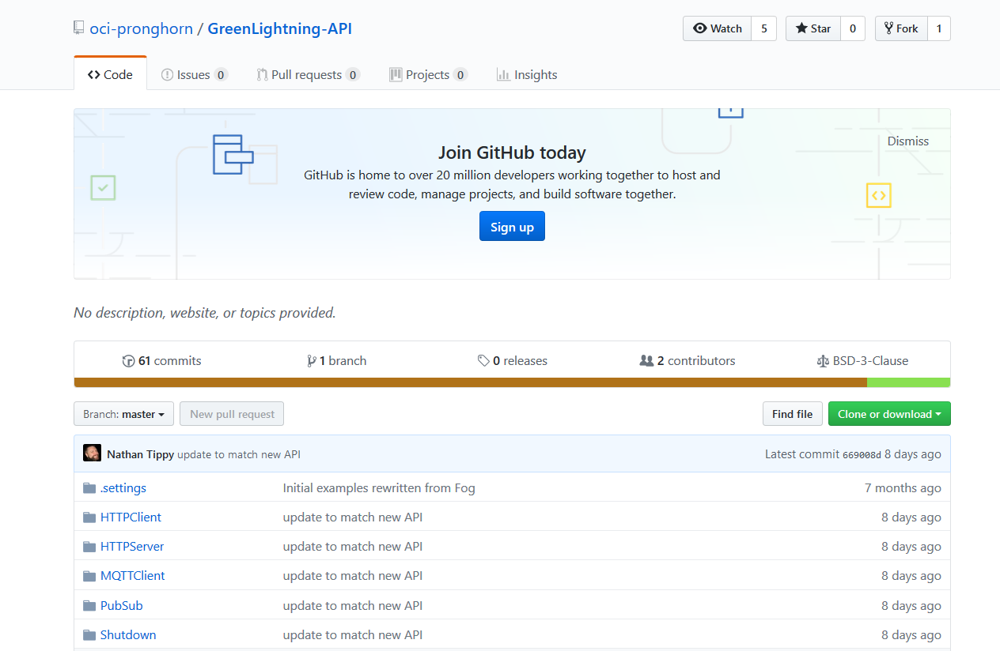 oci-pronghorn / GreenLightning-API
Watch 5 Star 0 Fork 1
Code Issues 0 Pull requests 0 Projects 0 Insights
Dismiss
Join GitHub today
GitHub is home to over 20 million developers working together to host and
review code, manage projects, and build software together.
Sign up
No description, website, or topics provided.
61 commits 1 branch 0 releases 2 contributors BSD-3-Clause
Branch: master New pull request Find file Clone or download
Nathan Tippy update to match new API Latest commit 669008d 8 days ago
.settings Initial examples rewritten from Fog 7 months ago
HTTPClient update to match new API 8 days ago
HTTPServer update to match new API 8 days ago
MQTTClient update to match new API 8 days ago
PubSub update to match new API 8 days ago
Shutdown update to match new API 8 days ago